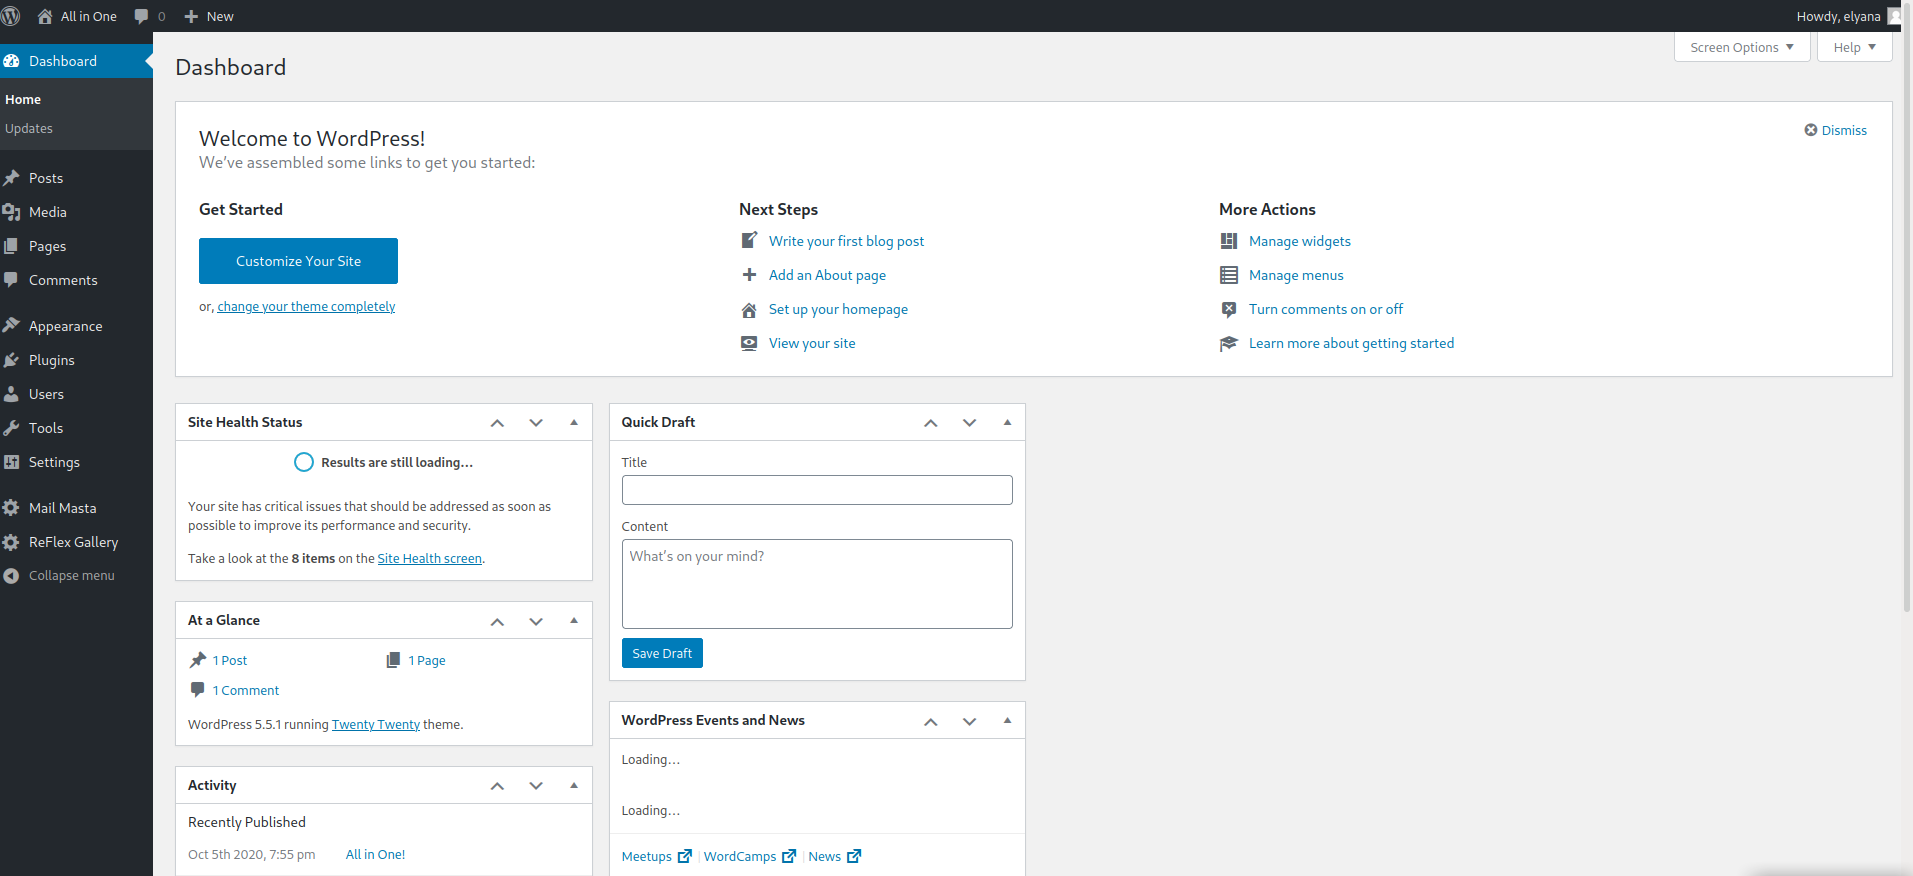 All in One 0 New Howdy, elyana
Dashboard
Home
Updates
Posts
Media
Pages
Comments
Appearance
Plugins
Users
Tools
Settings
Mail Masta
ReFlex Gallery
Collapse menu
Screen Options Help
Dashboard
Welcome to WordPress!
We've assembled some links to get you started:
Dismiss
Get Started
Customize Your Site
or, change your theme completely
Next Steps
Write your first blog post
Add an About page
Set up your homepage
View your site
More Actions
Manage widgets
Manage menus
Turn comments on or off
Learn more about getting started
Site Health Status
Results are still loading…
Your site has critical issues that should be addressed as soon as
possible to improve its performance and security.
Take a look at the 8 items on the Site Health screen.
At a Glance
1 Post 1 Page
1 Comment
WordPress 5.5.1 running Twenty Twenty theme.
Activity
Recently Published
Oct 5th 2020, 7:55 pm All in One!
Quick Draft
Title
Content
What's on your mind?
Save Draft
WordPress Events and News
Loading…
Loading…
Meetups | WordCamps | News